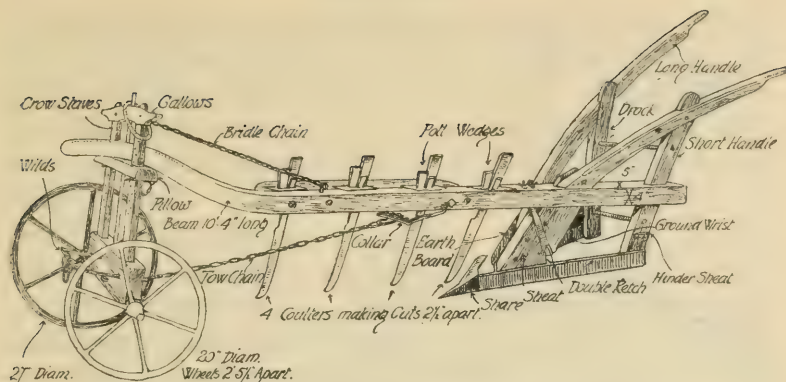 Long Handle
Crow Staves
Gallows
Drock
Bridle Chain
Poll Wedges
Short Handle
Wilds
5"
Pillow
4"
Beam 10' 4" long
Collar
Earth
Board
Ground Wrist
Tow Chain
Hinder Sheat
Share
Sheat
Double Retch
4 Coulters making Cuts 2½" apart.
27" Diam.
20" Diam.
Wheels 2' 5½" Apart.